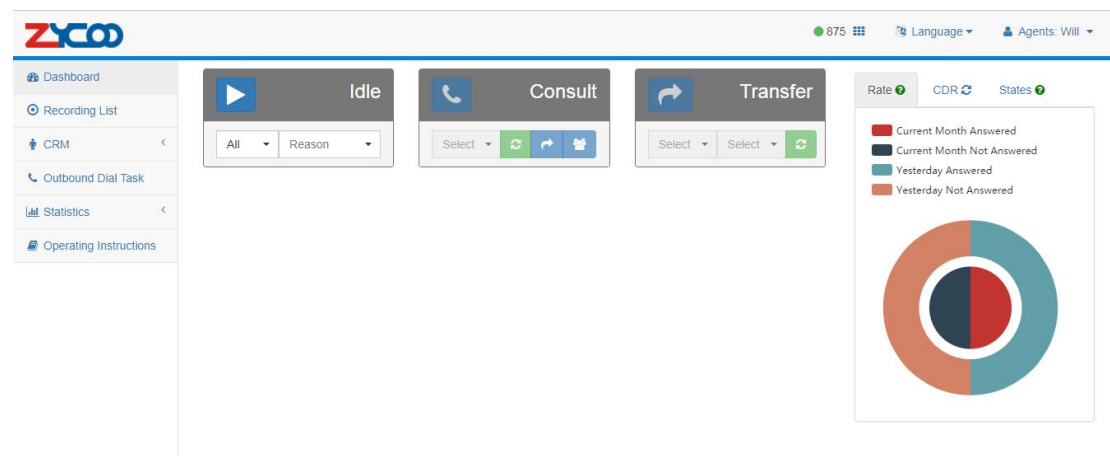 ZYCOO
875 Language Agents: Will
Dashboard
Recording List
CRM
Outbound Dial Task
Statistics
Operating Instructions
Idle
All Reason
Consult
Select
Transfer
Select Select
Rate CDR States
Current Month Answered
Current Month Not Answered
Yesterday Answered
Yesterday Not Answered